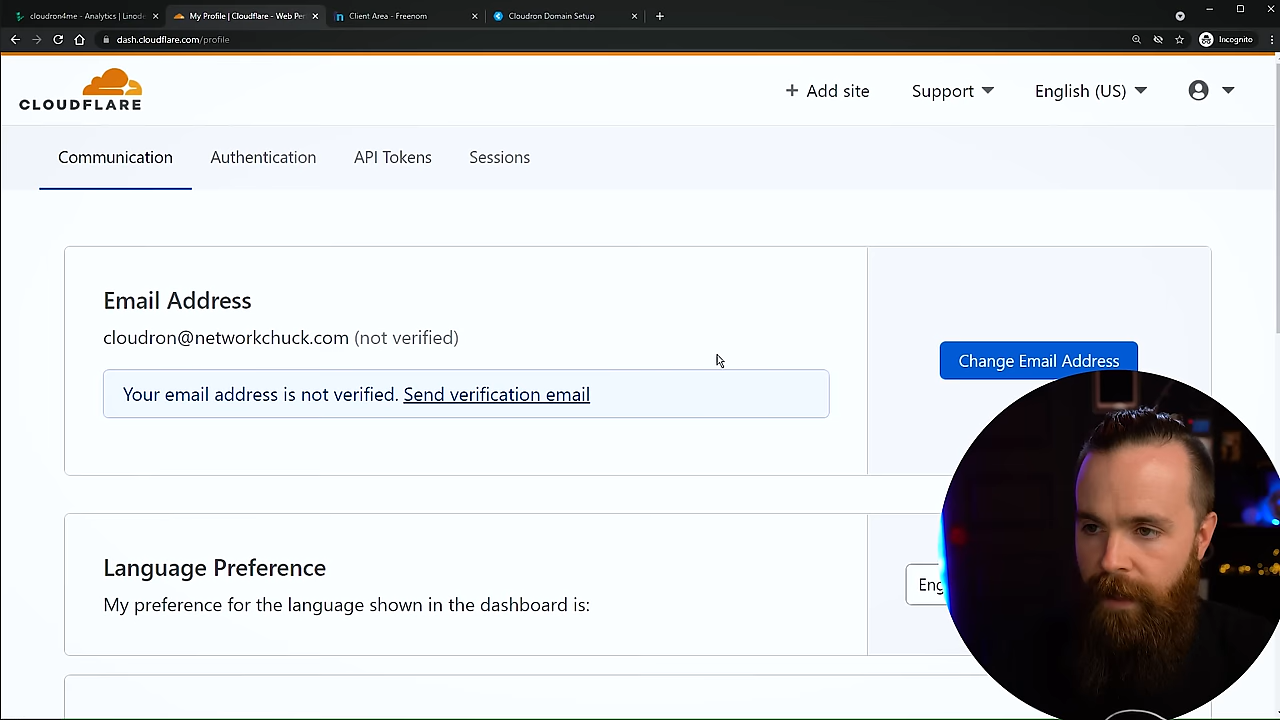 cloudron4me - Analytics | Linode
My Profile | Cloudflare - Web Per
Client Area - Freenom
Cloudron Domain Setup
dash.cloudflare.com/profile
Incognito
CLOUDFLARE
+ Add site
Support
English (US)
Communication
Authentication
API Tokens
Sessions
Email Address
cloudron@networkchuck.com (not verified)
Your email address is not verified. Send verification email
Change Email Address
Language Preference
My preference for the language shown in the dashboard is:
Eng